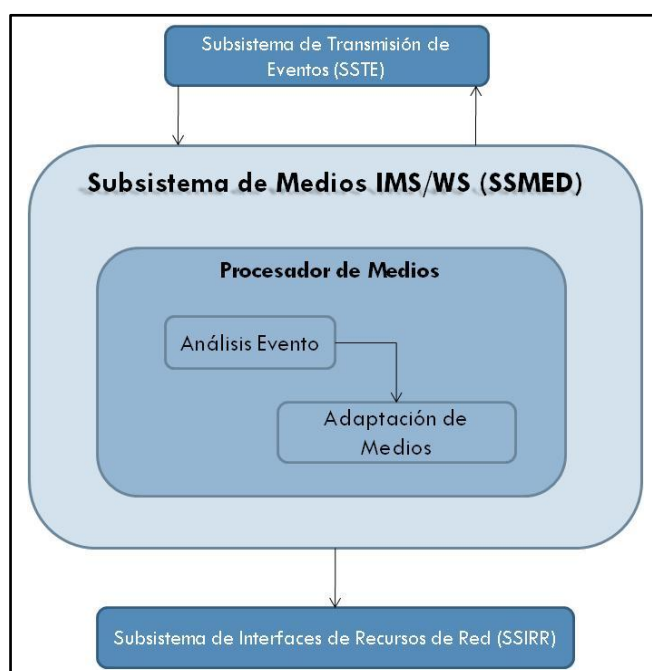 Subsistema de Transmisión de
Eventos (SSTE)
Subsistema de Medios IMS/WS (SSMED)
Procesador de Medios
Análisis Evento
Adaptación de
Medios
Subsistema de Interfaces de Recursos de Red (SSIRR)